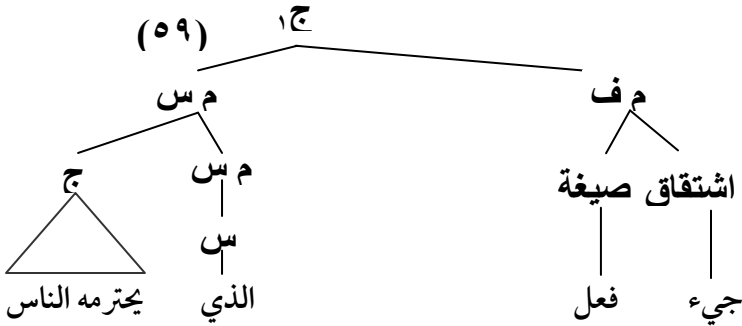 (٥٩) ج١
م ف م س
اشتقاق صيغة م س ج
س
جيء فعل الذي يحترمه الناس